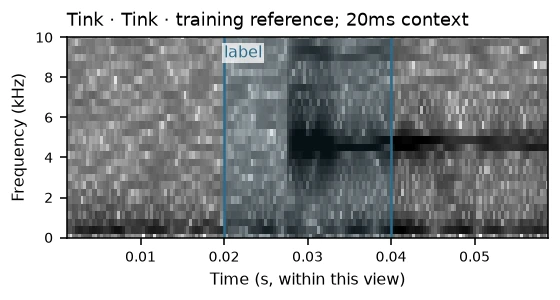 Tink · Tink · training reference; 20ms context
label
Frequency (kHz)
10
8
6
4
2
0
0.01
0.02
0.03
0.04
0.05
Time (s, within this view)